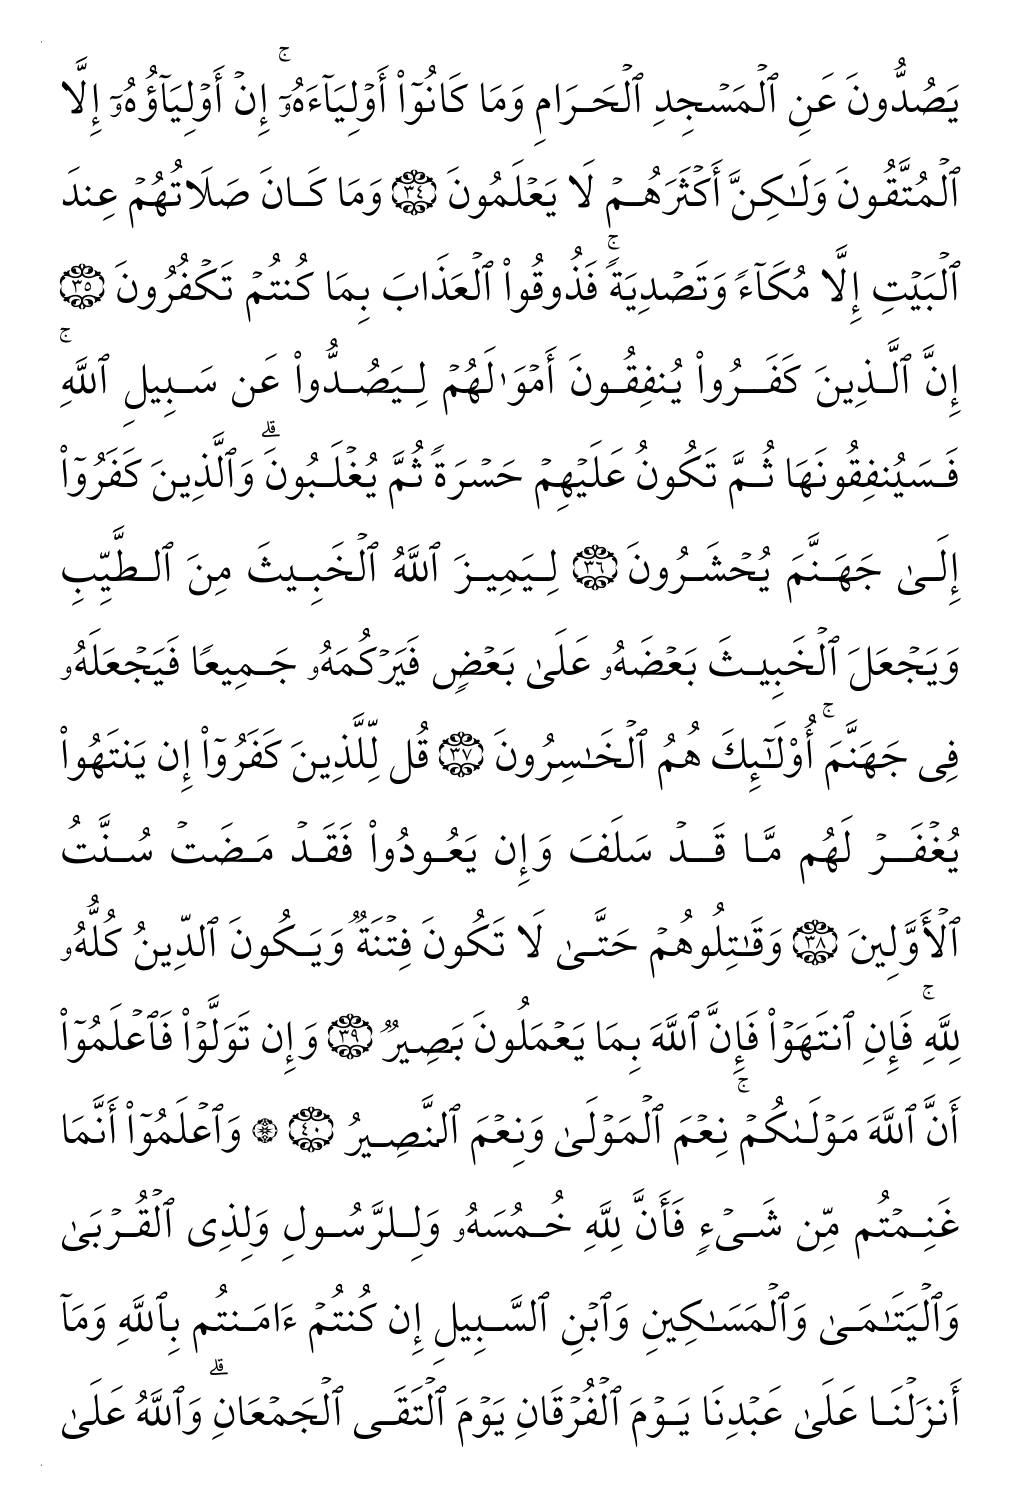 يَصُدُّونَ عَنِ ٱلۡمَسۡجِدِ ٱلۡحَرَامِ وَمَا كَانُوٓاْ أَوۡلِيَآءَهُۥٓۚ إِنۡ أَوۡلِيَآؤُهُۥٓ إِلَّا
ٱلۡمُتَّقُونَ وَلَٰكِنَّ أَكۡثَرَهُمۡ لَا يَعۡلَمُونَ ٣٤ وَمَا كَانَ صَلَاتُهُمۡ عِندَ
ٱلۡبَيۡتِ إِلَّا مُكَآءٗ وَتَصۡدِيَةٗۚ فَذُوقُواْ ٱلۡعَذَابَ بِمَا كُنتُمۡ تَكۡفُرُونَ ٣٥
إِنَّ ٱلَّذِينَ كَفَرُواْ يُنفِقُونَ أَمۡوَٰلَهُمۡ لِيَصُدُّواْ عَن سَبِيلِ ٱللَّهِۚ
فَسَيُنفِقُونَهَا ثُمَّ تَكُونُ عَلَيۡهِمۡ حَسۡرَةٗ ثُمَّ يُغۡلَبُونَۗ وَٱلَّذِينَ كَفَرُوٓاْ
إِلَىٰ جَهَنَّمَ يُحۡشَرُونَ ٣٦ لِيَمِيزَ ٱللَّهُ ٱلۡخَبِيثَ مِنَ ٱلطَّيِّبِ
وَيَجۡعَلَ ٱلۡخَبِيثَ بَعۡضَهُۥ عَلَىٰ بَعۡضٖ فَيَرۡكُمَهُۥ جَمِيعٗا فَيَجۡعَلَهُۥ
فِي جَهَنَّمَۚ أُوْلَٰٓئِكَ هُمُ ٱلۡخَٰسِرُونَ ٣٧ قُل لِّلَّذِينَ كَفَرُوٓاْ إِن يَنتَهُواْ
يُغۡفَرۡ لَهُم مَّا قَدۡ سَلَفَ وَإِن يَعُودُواْ فَقَدۡ مَضَتۡ سُنَّتُ
ٱلۡأَوَّلِينَ ٣٨ وَقَٰتِلُوهُمۡ حَتَّىٰ لَا تَكُونَ فِتۡنَةٞ وَيَكُونَ ٱلدِّينُ كُلُّهُۥ
لِلَّهِۚ فَإِنِ ٱنتَهَوۡاْ فَإِنَّ ٱللَّهَ بِمَا يَعۡمَلُونَ بَصِيرٞ ٣٩ وَإِن تَوَلَّوۡاْ فَٱعۡلَمُوٓاْ
أَنَّ ٱللَّهَ مَوۡلَىٰكُمۡۚ نِعۡمَ ٱلۡمَوۡلَىٰ وَنِعۡمَ ٱلنَّصِيرُ ٤٠ ۞ وَٱعۡلَمُوٓاْ أَنَّمَا
غَنِمۡتُم مِّن شَيۡءٖ فَأَنَّ لِلَّهِ خُمُسَهُۥ وَلِلرَّسُولِ وَلِذِي ٱلۡقُرۡبَىٰ
وَٱلۡيَتَٰمَىٰ وَٱلۡمَسَٰكِينِ وَٱبۡنِ ٱلسَّبِيلِ إِن كُنتُمۡ ءَامَنتُم بِٱللَّهِ وَمَآ
أَنزَلۡنَا عَلَىٰ عَبۡدِنَا يَوۡمَ ٱلۡفُرۡقَانِ يَوۡمَ ٱلۡتَقَى ٱلۡجَمۡعَانِۗ وَٱللَّهُ عَلَىٰ